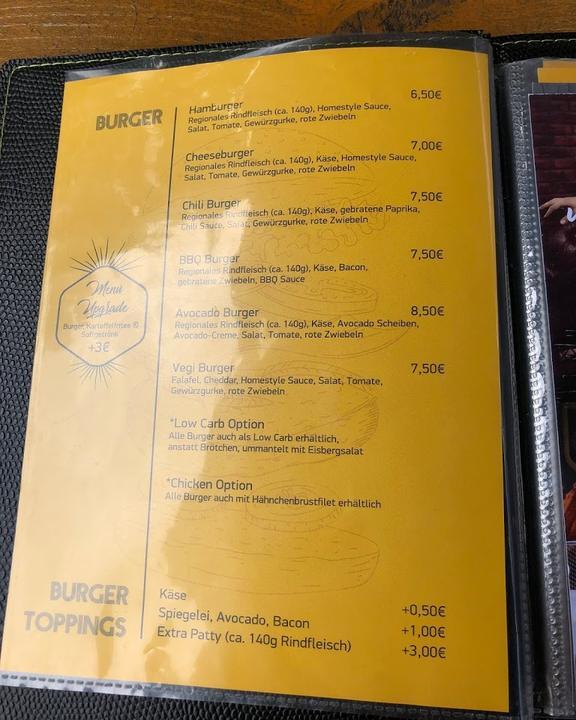 BURGER
Hamburger 6,50€
Regionales Rindfleisch (ca. 140g), Homestyle Sauce,
Salat, Tomate, Gewürzgurke, rote Zwiebeln
Cheeseburger 7,00€
Regionales Rindfleisch (ca. 140g), Käse, Homestyle Sauce,
Salat, Tomate, Gewürzgurke, rote Zwiebeln
Chili Burger 7,50€
Regionales Rindfleisch (ca. 140g), Käse, gebratene Paprika,
Chili Sauce, Salat, Gewürzgurke, rote Zwiebeln
BBQ Burger 7,50€
Regionales Rindfleisch (ca. 140g), Käse, Bacon,
gebratene Zwiebeln, BBQ Sauce
Menü
Upgrade
Burger, Kartoffelfrites &
Softgetränk
+3€
Avocado Burger 8,50€
Regionales Rindfleisch (ca. 140g), Käse, Avocado Scheiben,
Avocado-Creme, Salat, Tomate, rote Zwiebeln
Vegi Burger 7,50€
Falafel, Cheddar, Homestyle Sauce, Salat, Tomate,
Gewürzgurke, rote Zwiebeln
*Low Carb Option
Alle Burger auch als Low Carb erhältlich,
anstatt Brötchen, ummantelt mit Eisbergsalat
*Chicken Option
Alle Burger auch mit Hähnchenbrustfilet erhältlich
BURGER
TOPPINGS
Käse +0,50€
Spiegelei, Avocado, Bacon +1,00€
Extra Patty (ca. 140g Rindfleisch) +3,00€